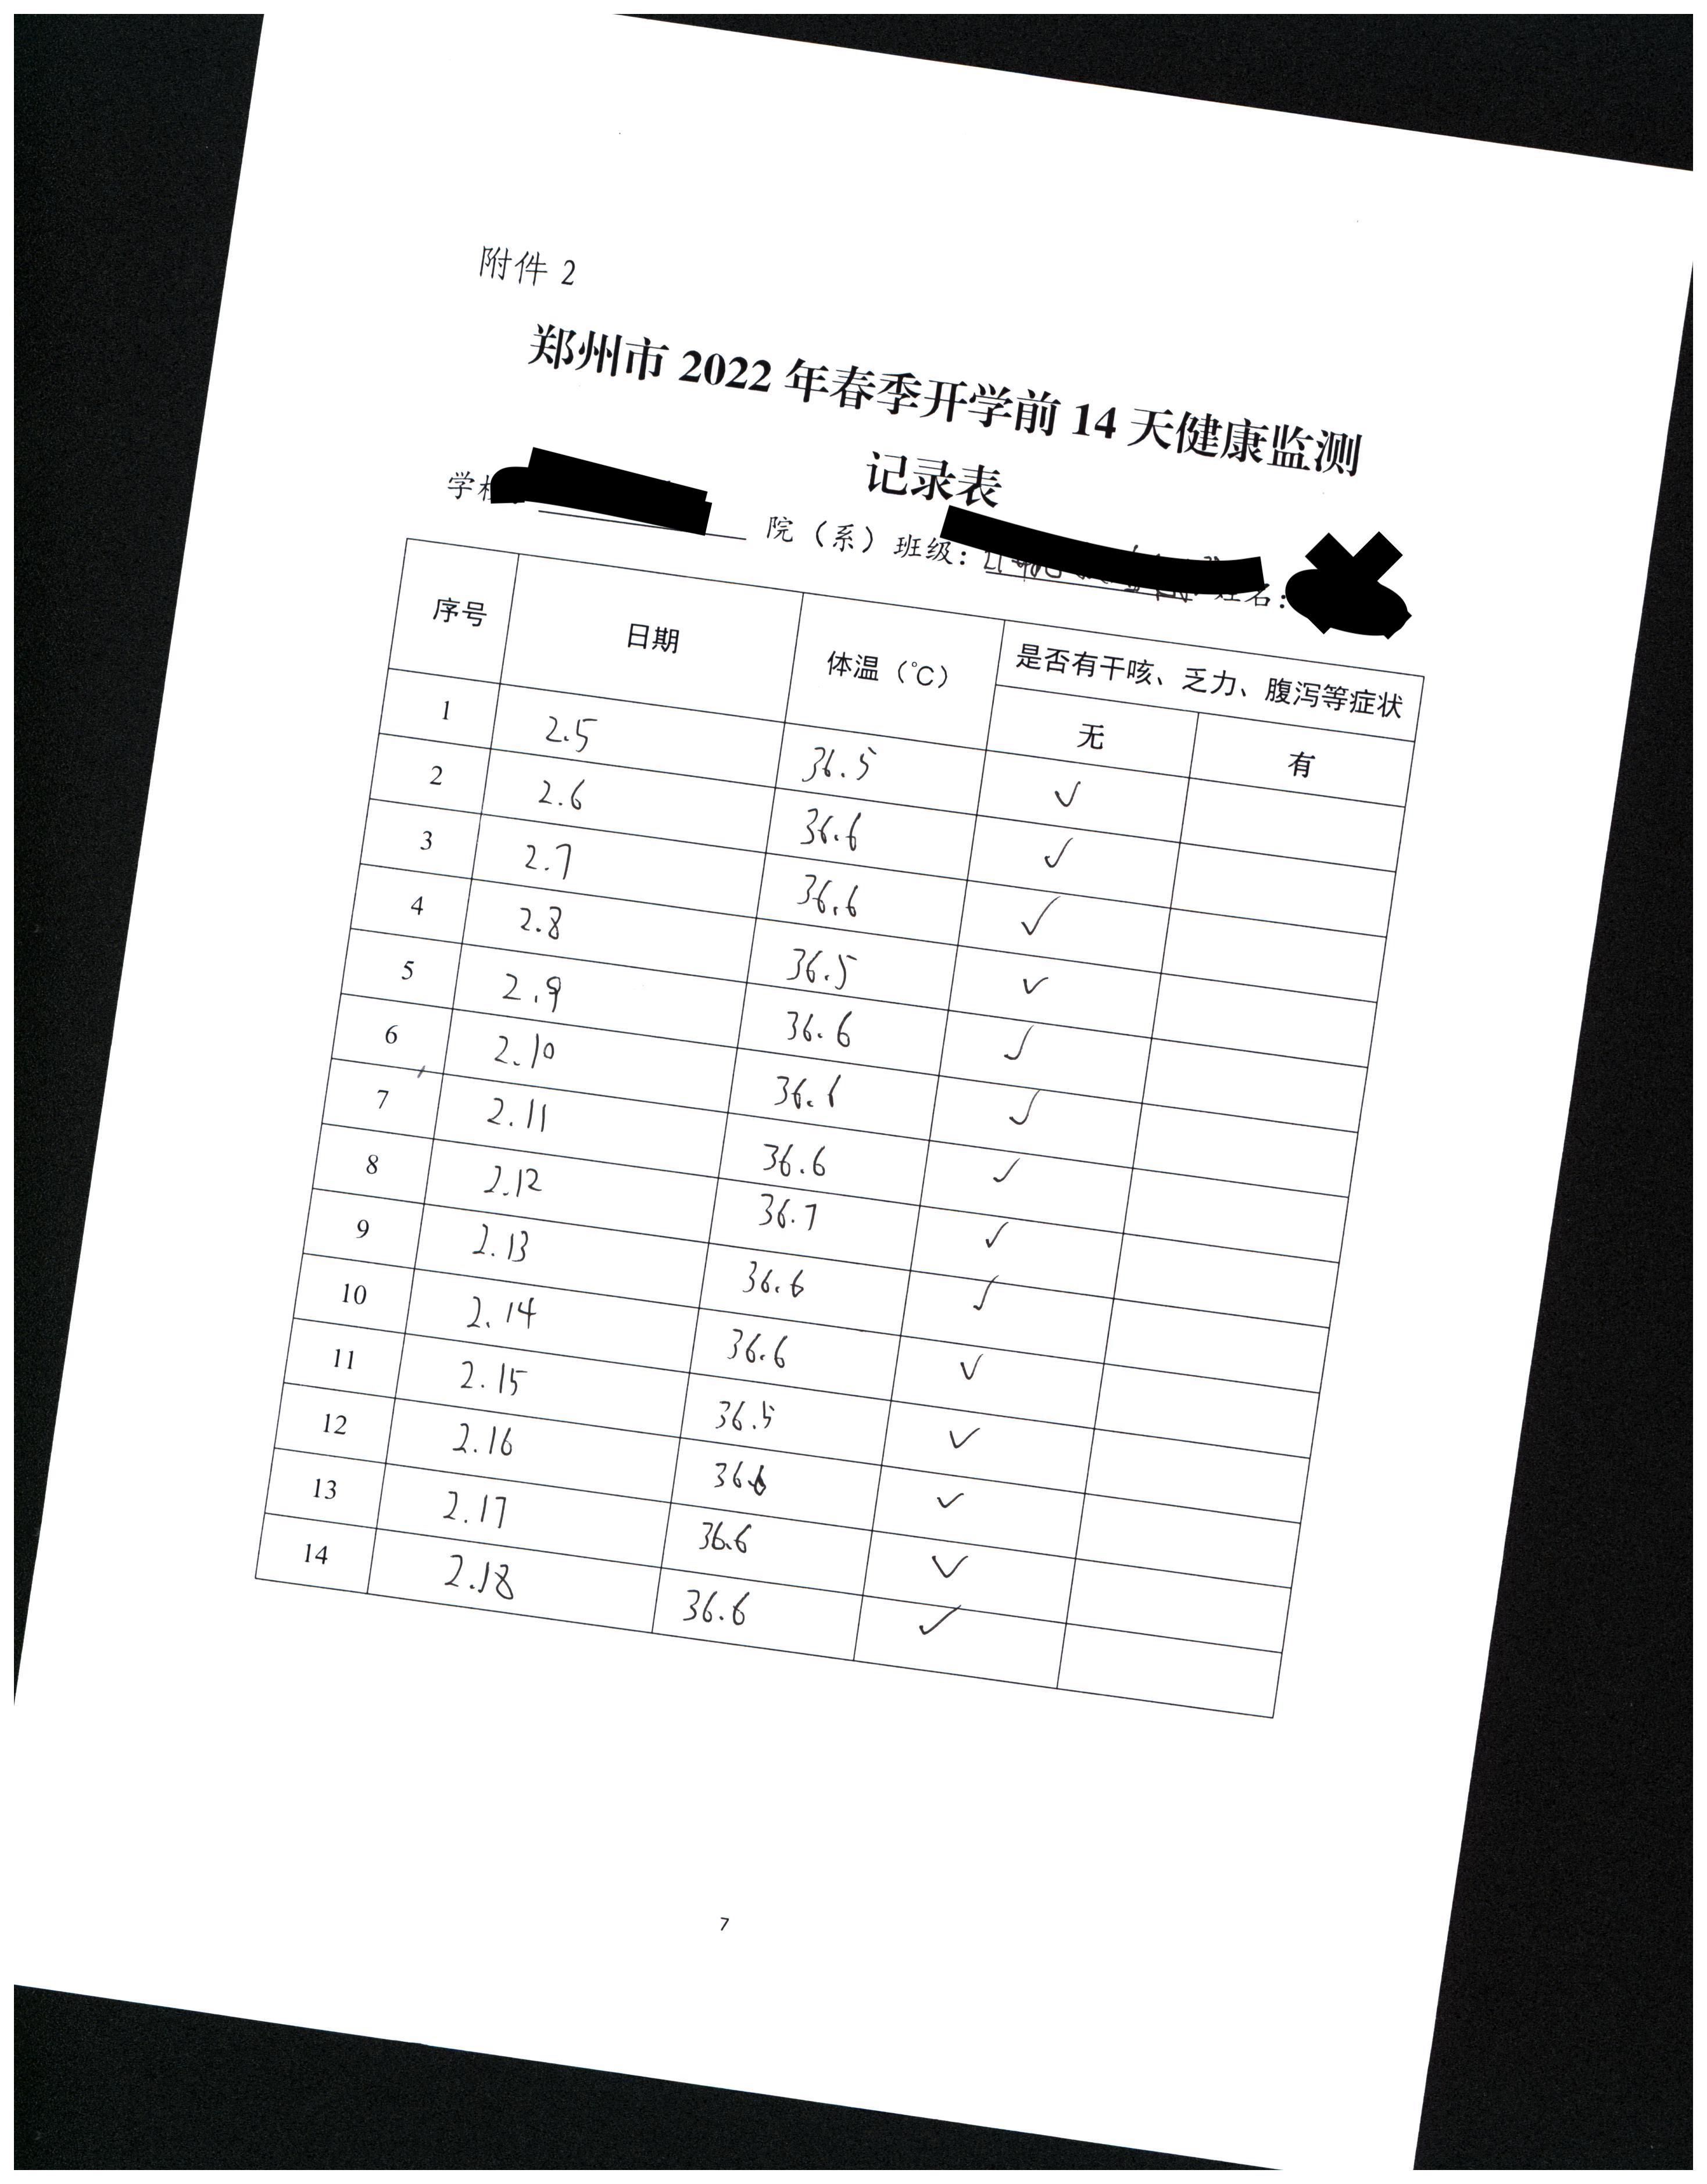 附件 2
郑州市 2022 年春季开学前 14 天健康监测
记录表
学校 院（系）班级： 姓名：
序号 日期 体温（℃） 是否有干咳、乏力、腹泻等症状
无 有
1 2.5 36.5 ✓
2 2.6 36.6 ✓
3 2.7 36.6 ✓
4 2.8 36.5 ✓
5 2.9 36.6 ✓
6 2.10 36.6 ✓
7 2.11 36.6 ✓
8 2.12 36.7 ✓
9 2.13 36.6 ✓
10 2.14 36.6 ✓
11 2.15 36.5 ✓
12 2.16 36.6 ✓
13 2.17 36.6 ✓
14 2.18 36.6 ✓
7